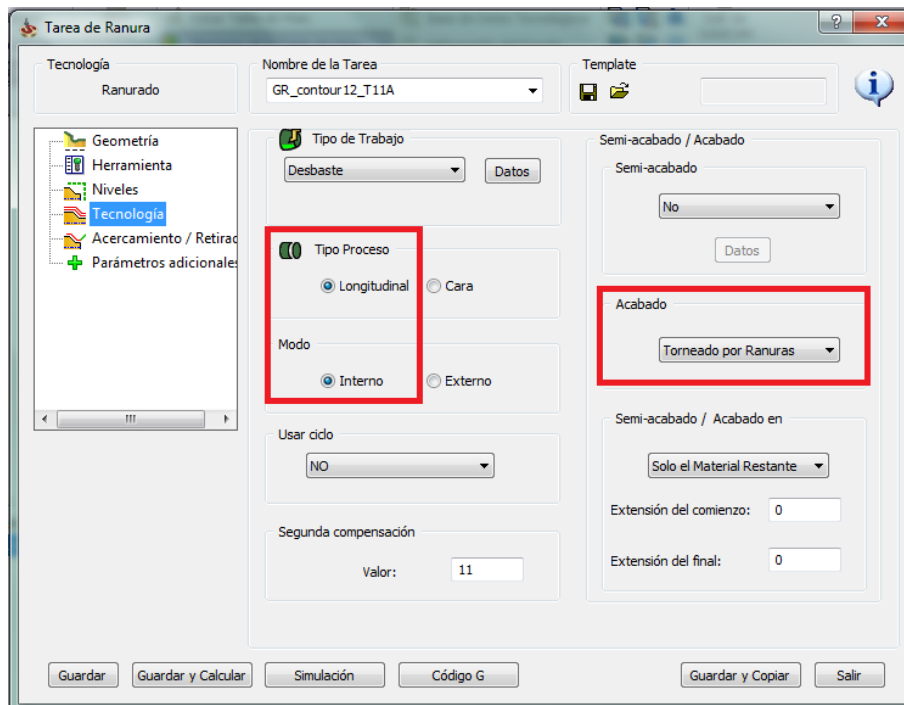 Tarea de Ranura
?
X
Tecnología
Ranurado
Nombre de la Tarea
GR_contour12_T11A
Template
i
Geometría
Herramienta
Niveles
Tecnología
Acercamiento / Retirac
Parámetros adicionales
Tipo de Trabajo
Desbaste
Datos
Tipo Proceso
Longitudinal
Cara
Modo
Interno
Externo
Usar ciclo
NO
Segunda compensación
Valor:
11
Semi-acabado / Acabado
Semi-acabado
No
Datos
Acabado
Torneado por Ranuras
Semi-acabado / Acabado en
Solo el Material Restante
Extensión del comienzo:
0
Extensión del final:
0
Guardar
Guardar y Calcular
Simulación
Código G
Guardar y Copiar
Salir